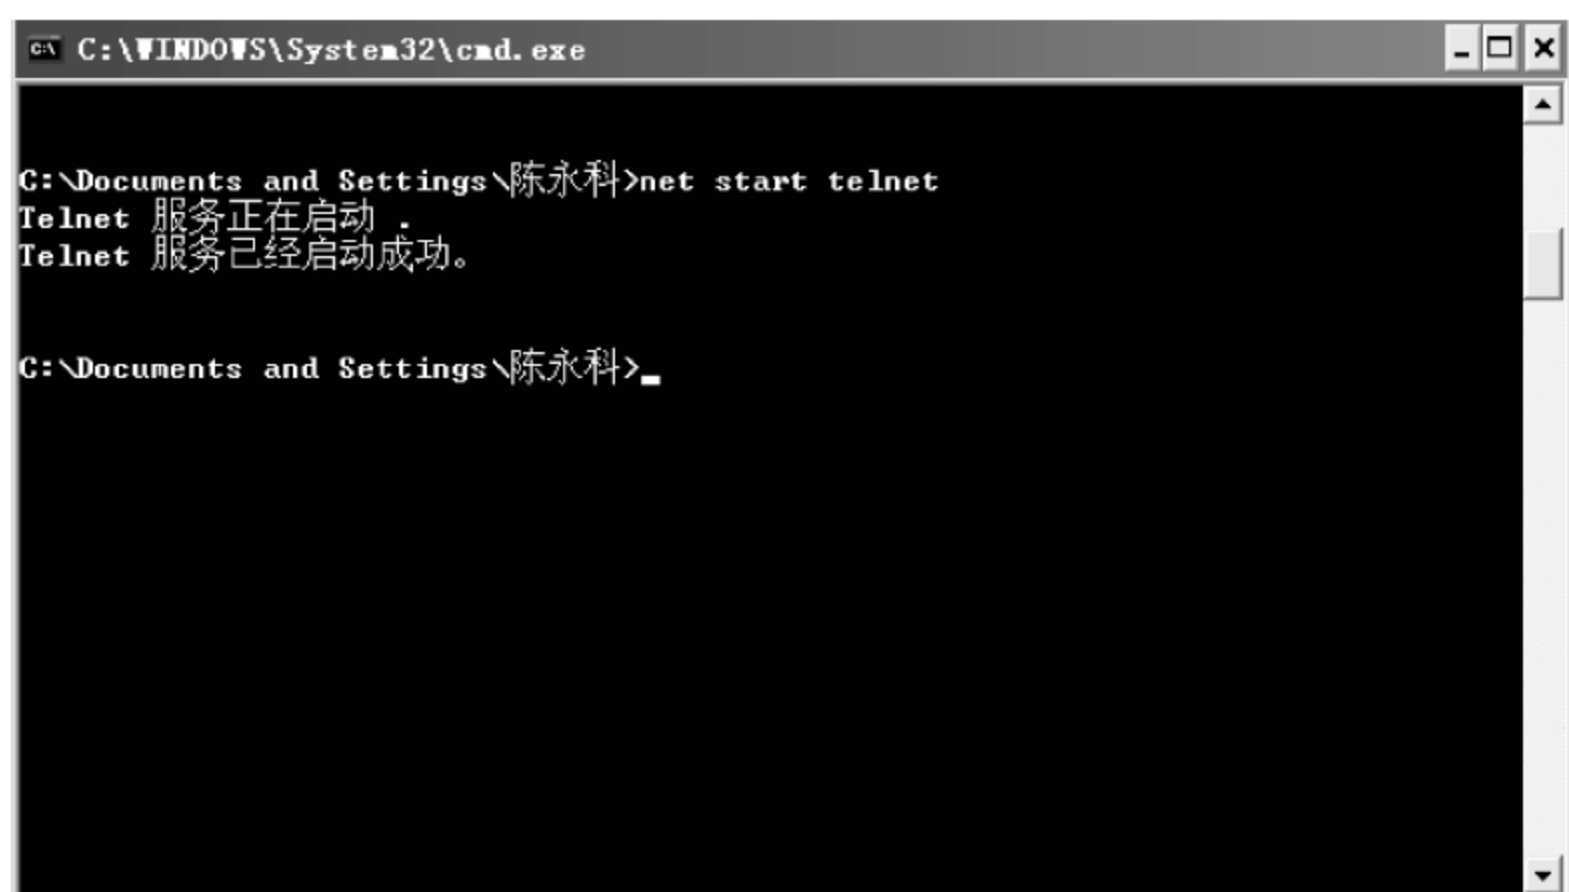 C:\WINDOWS\System32\cmd.exe
C:\Documents and Settings\陈永科>net start telnet
Telnet 服务正在启动 .
Telnet 服务已经启动成功。
C:\Documents and Settings\陈永科>